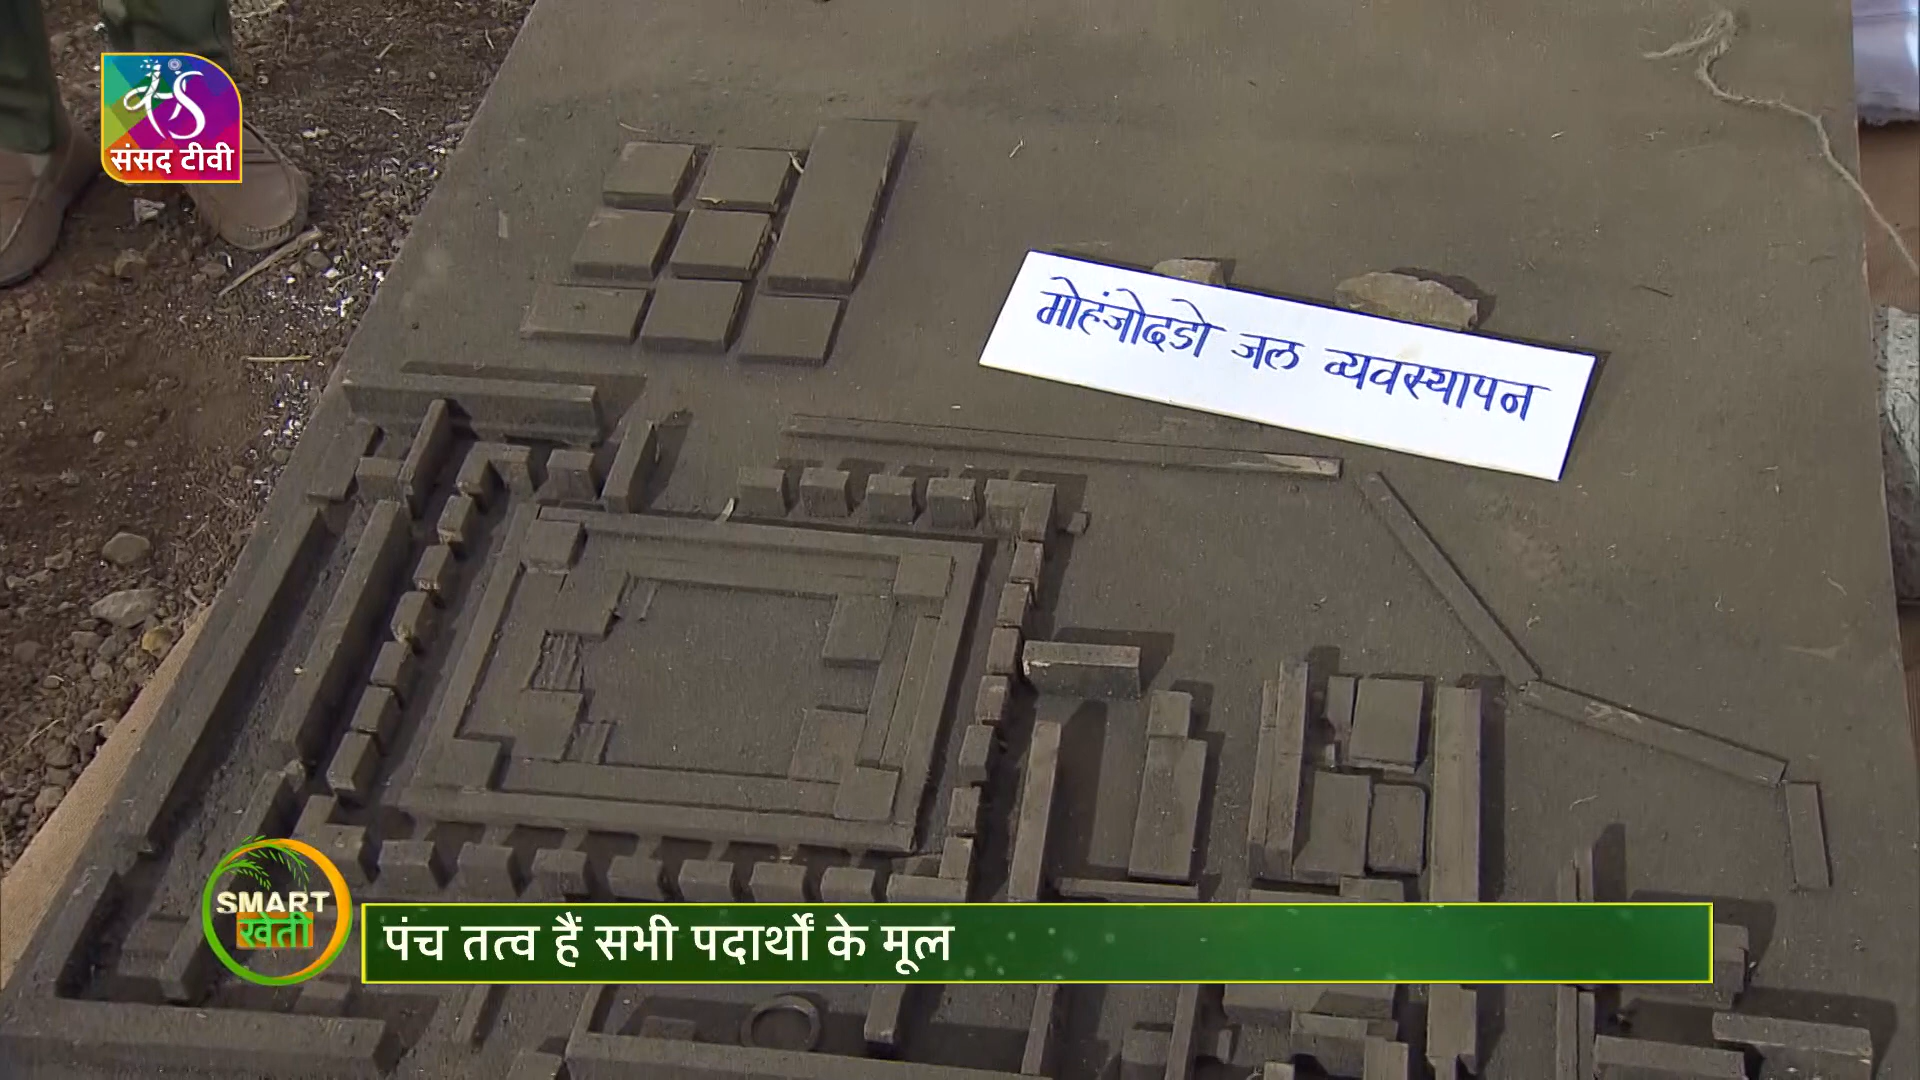 संसद टीवी
मोहंजोदडो जल व्यवस्थापन
SMART
खेती
पंच तत्व हैं सभी पदार्थों के मूल